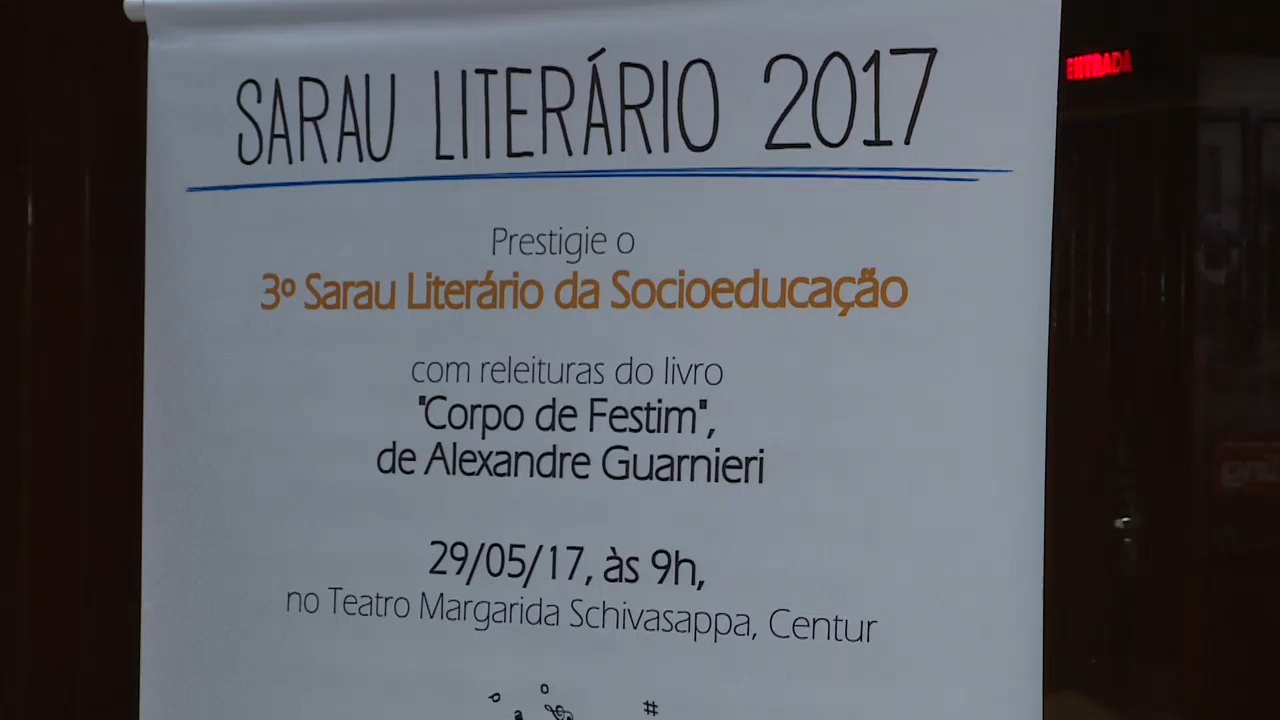 SARAU LITERÁRIO 2017
ENTRADA
Prestigie o
3º Sarau Literário da Socioeducação
com releituras do livro
"Corpo de Festim",
de Alexandre Guarnieri
29/05/17, às 9h,
no Teatro Margarida Schivasappa, Centur
#